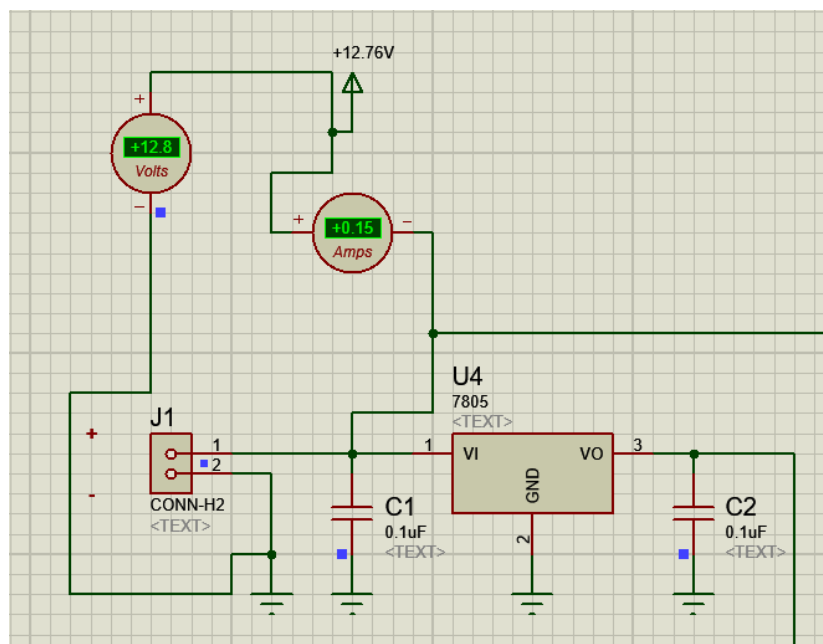 +12.76V
+
+12.8
Volts
−
+
−
+0.15
Amps
U4
7805
<TEXT>
J1
+
-
1
2
CONN-H2
<TEXT>
1
VI
VO
3
GND
2
C1
0.1uF
<TEXT>
C2
0.1uF
<TEXT>